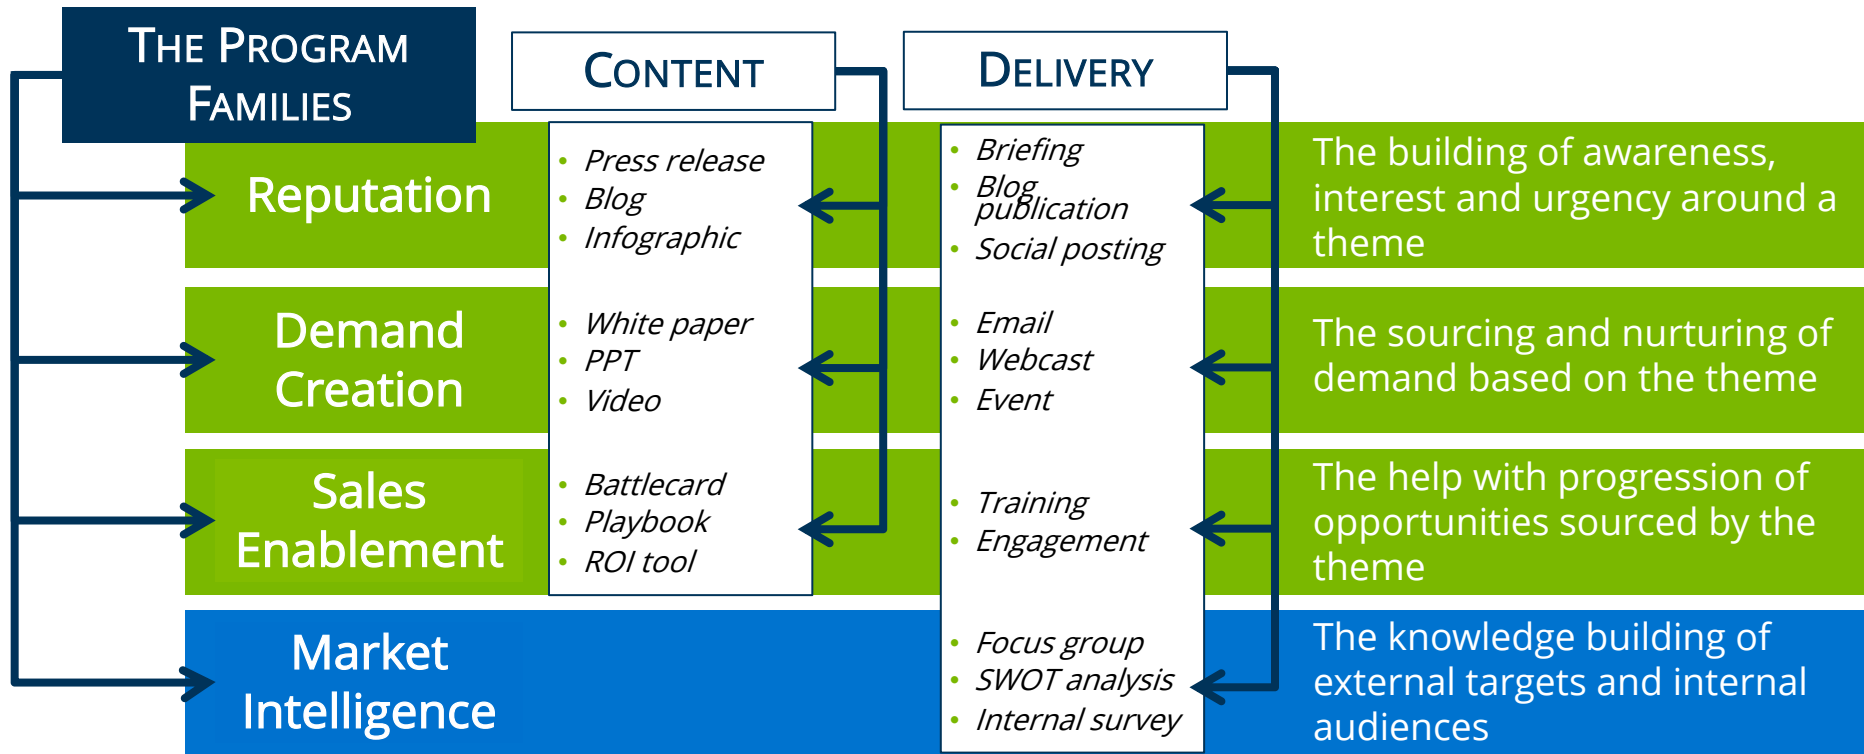 THE PROGRAM
FAMILIES
CONTENT
DELIVERY
Reputation
• Press release
• Blog
• Infographic
• Briefing
• Blog
publication
• Social posting
The building of awareness,
interest and urgency around a
theme
Demand
Creation
• White paper
• PPT
• Video
• Email
• Webcast
• Event
The sourcing and nurturing of
demand based on the theme
Sales
Enablement
• Battlecard
• Playbook
• ROI tool
• Training
• Engagement
The help with progression of
opportunities sourced by the
theme
Market
Intelligence
• Focus group
• SWOT analysis
• Internal survey
The knowledge building of
external targets and internal
audiences